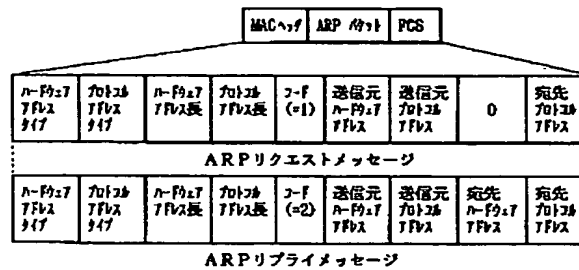 MACヘッダ ARP パケット FCS
ハードウェアアドレスタイプ プロトコルアドレスタイプ ハードウェアアドレス長 プロトコルアドレス長 コード(=1) 送信元ハードウェアアドレス 送信元プロトコルアドレス 0 宛先プロトコルアドレス
ARPリクエストメッセージ
ハードウェアアドレスタイプ プロトコルアドレスタイプ ハードウェアアドレス長 プロトコルアドレス長 コード(=2) 送信元ハードウェアアドレス 送信元プロトコルアドレス 宛先ハードウェアアドレス 宛先プロトコルアドレス
ARPリプライメッセージ